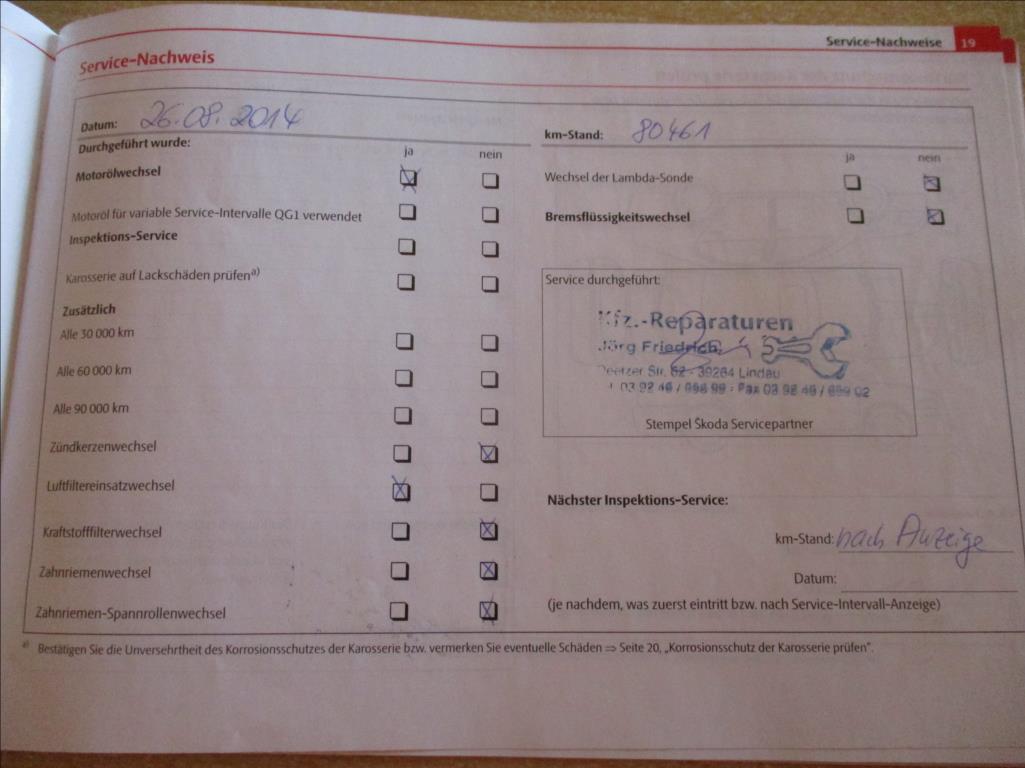 Service-Nachweise 19
Service-Nachweis
Datum: 26.08.2014
km-Stand: 80461
Durchgeführt wurde:
ja nein
ja nein
Motorölwechsel
Motoröl für variable Service-Intervalle QG1 verwendet
Inspektions-Service
Karosserie auf Lackschäden prüfen a)
Zusätzlich
Alle 30 000 km
Alle 60 000 km
Alle 90 000 km
Zündkerzenwechsel
Luftfiltereinsatzwechsel
Kraftstofffilterwechsel
Zahnriemenwechsel
Zahnriemen-Spannrollenwechsel
Wechsel der Lambda-Sonde
Bremsflüssigkeitswechsel
Service durchgeführt:
Kfz.-Reparaturen
Jörg Friedrich
Str. 62 - 39264 Lindau
Stempel Škoda Servicepartner
Nächster Inspektions-Service:
km-Stand: nach Anzeige
Datum:
(je nachdem, was zuerst eintritt bzw. nach Service-Intervall-Anzeige)
a) Bestätigen Sie die Unversehrtheit des Korrosionsschutzes der Karosserie bzw. vermerken Sie eventuelle Schäden ⇒ Seite 20, „Korrosionsschutz der Karosserie prüfen“.